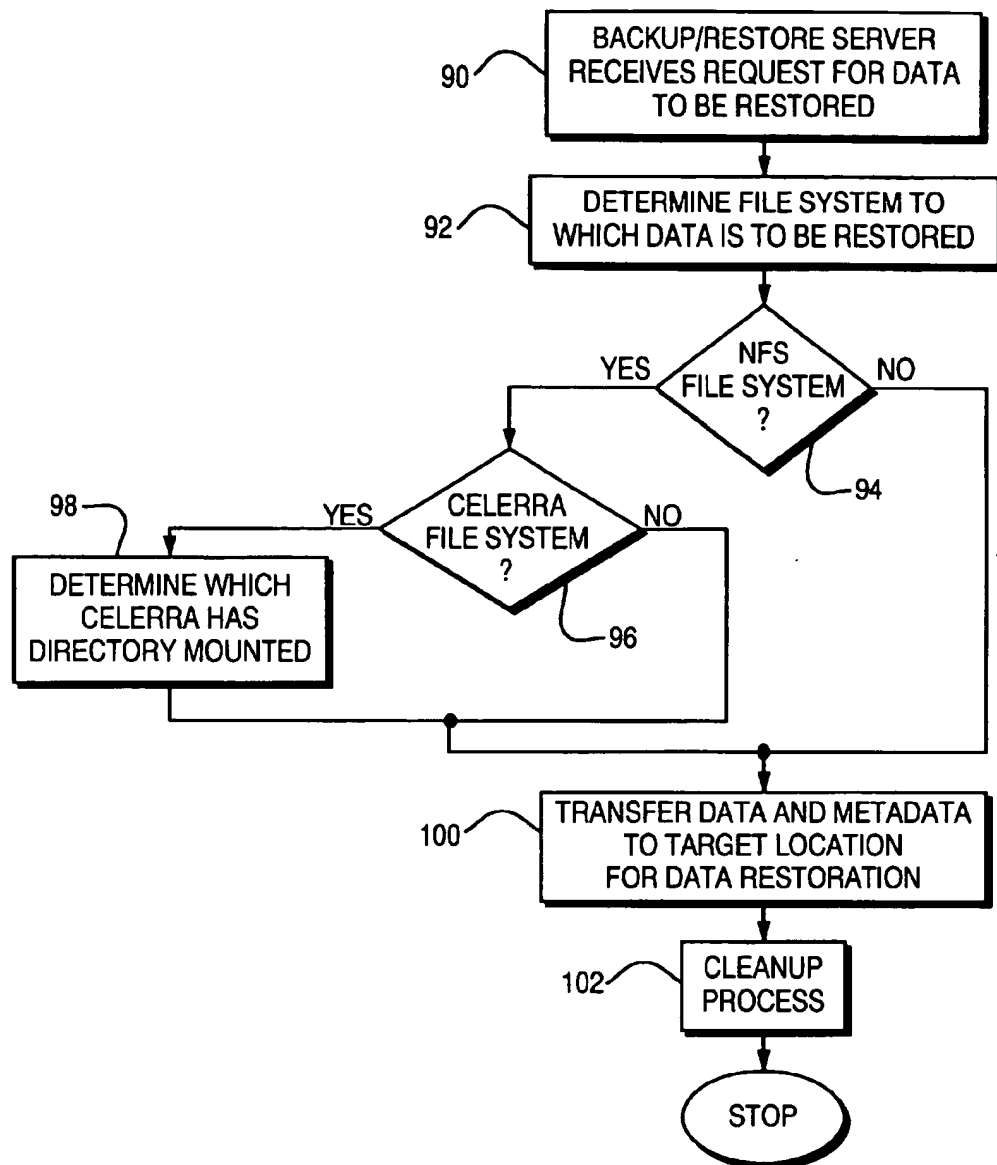 90
BACKUP/RESTORE SERVER
RECEIVES REQUEST FOR DATA
TO BE RESTORED
92
DETERMINE FILE SYSTEM TO
WHICH DATA IS TO BE RESTORED
NFS
FILE SYSTEM
?
YES
NO
94
CELERRA
FILE SYSTEM
?
YES
NO
96
98
DETERMINE WHICH
CELERRA HAS
DIRECTORY MOUNTED
100
TRANSFER DATA AND METADATA
TO TARGET LOCATION
FOR DATA RESTORATION
102
CLEANUP
PROCESS
STOP